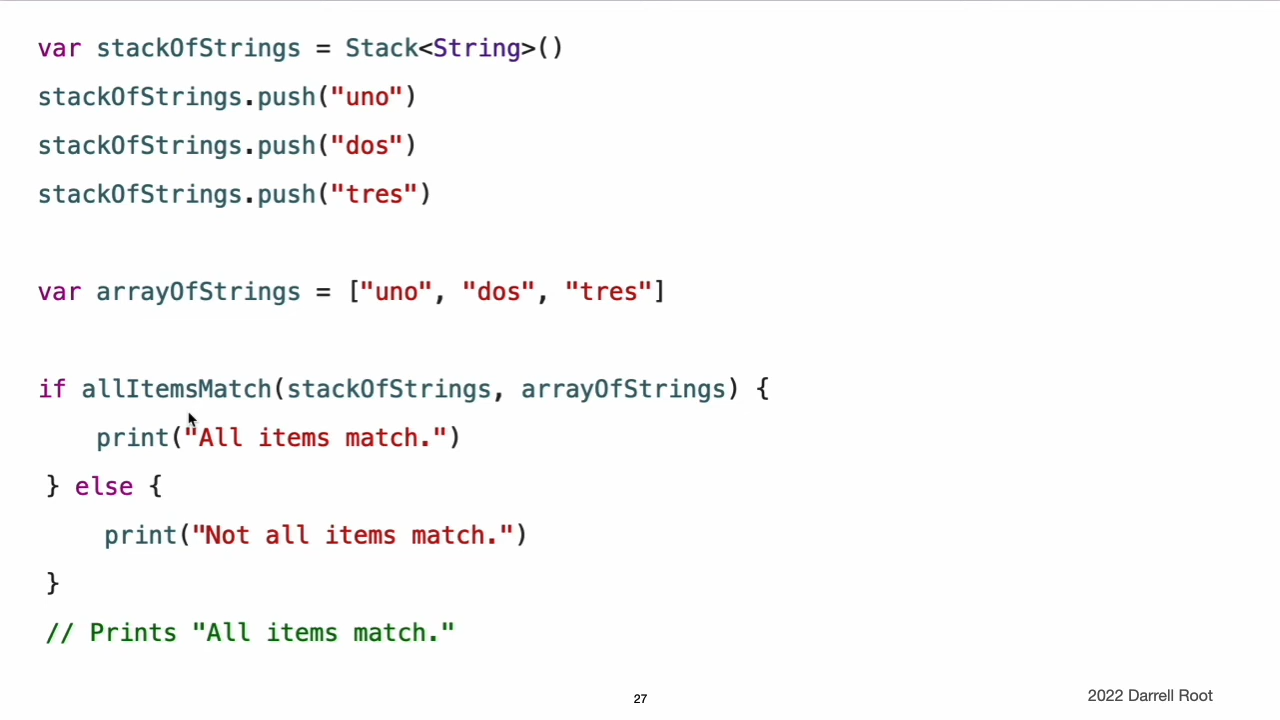 var stackOfStrings = Stack<String>()
stackOfStrings.push("uno")
stackOfStrings.push("dos")
stackOfStrings.push("tres")
var arrayOfStrings = ["uno", "dos", "tres"]
if allItemsMatch(stackOfStrings, arrayOfStrings) {
print("All items match.")
} else {
print("Not all items match.")
}
// Prints "All items match."
27
2022 Darrell Root